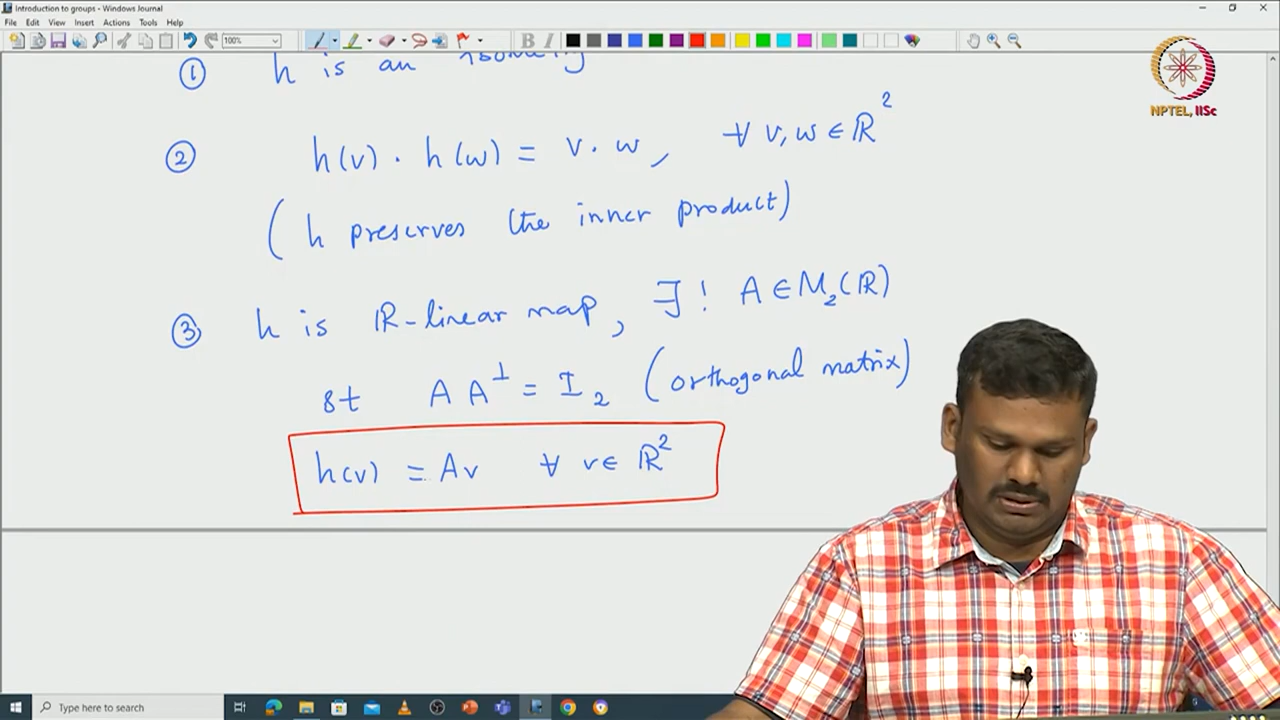 Introduction to groups - Windows Journal
File Edit View Insert Actions Tools Help
100%
B I
NPTEL, IISc
① h is an isometry
② h(v) · h(w) = v · w, ∀ v, w ∈ ℝ²
(h preserves the inner product)
③ h is ℝ-linear map, ∃! A ∈ M₂(ℝ)
st A A^⊥ = I₂ (orthogonal matrix)
h(v) = Av ∀ v ∈ ℝ²
Type here to search